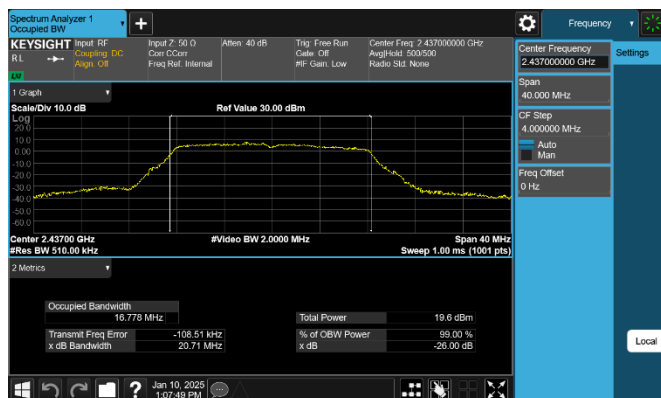 Spectrum Analyzer 1
Occupied BW
Frequency
KEYSIGHT
R L
LXI
Input: RF
Coupling: DC
Align: Off
Input Z: 50 Ω
Corr CCorr
Freq Ref: Internal
Atten: 40 dB
Trig: Free Run
Gate: Off
#IF Gain: Low
Center Freq: 2.437000000 GHz
Avg|Hold: 500/500
Radio Std: None
Center Frequency
2.437000000 GHz
Settings
Span
40.000 MHz
CF Step
4.000000 MHz
Auto
Man
Freq Offset
0 Hz
1 Graph
Scale/Div 10.0 dB
Ref Value 30.00 dBm
Log
20.0
10.0
0.00
-10.0
-20.0
-30.0
-40.0
-50.0
-60.0
Center 2.43700 GHz
#Video BW 2.0000 MHz
Span 40 MHz
#Res BW 510.00 kHz
Sweep 1.00 ms (1001 pts)
2 Metrics
Occupied Bandwidth
16.778 MHz
Total Power
19.6 dBm
Transmit Freq Error
-108.51 kHz
% of OBW Power
99.00 %
x dB Bandwidth
20.71 MHz
x dB
-26.00 dB
Local
?
Jan 10, 2025
1:07:49 PM